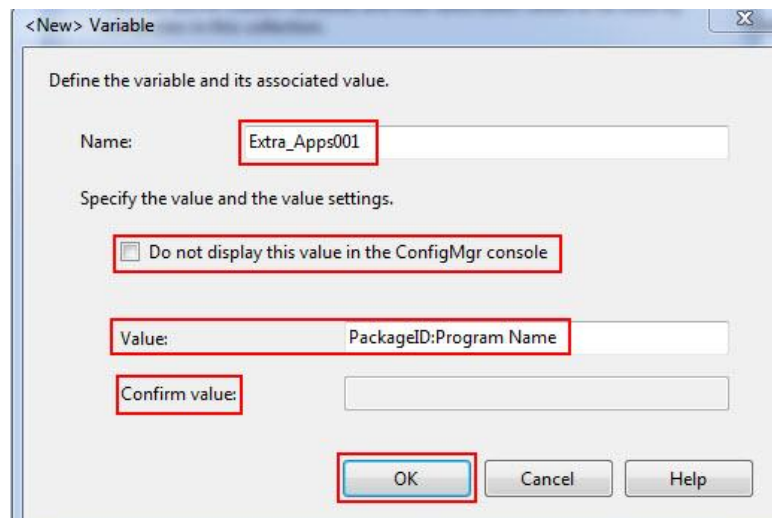 <New> Variable
Define the variable and its associated value.
Name: Extra_Apps001
Specify the value and the value settings.
Do not display this value in the ConfigMgr console
Value: PackageID:Program Name
Confirm value:
OK Cancel Help